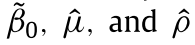 β̃₀, μ̂, and ρ̂